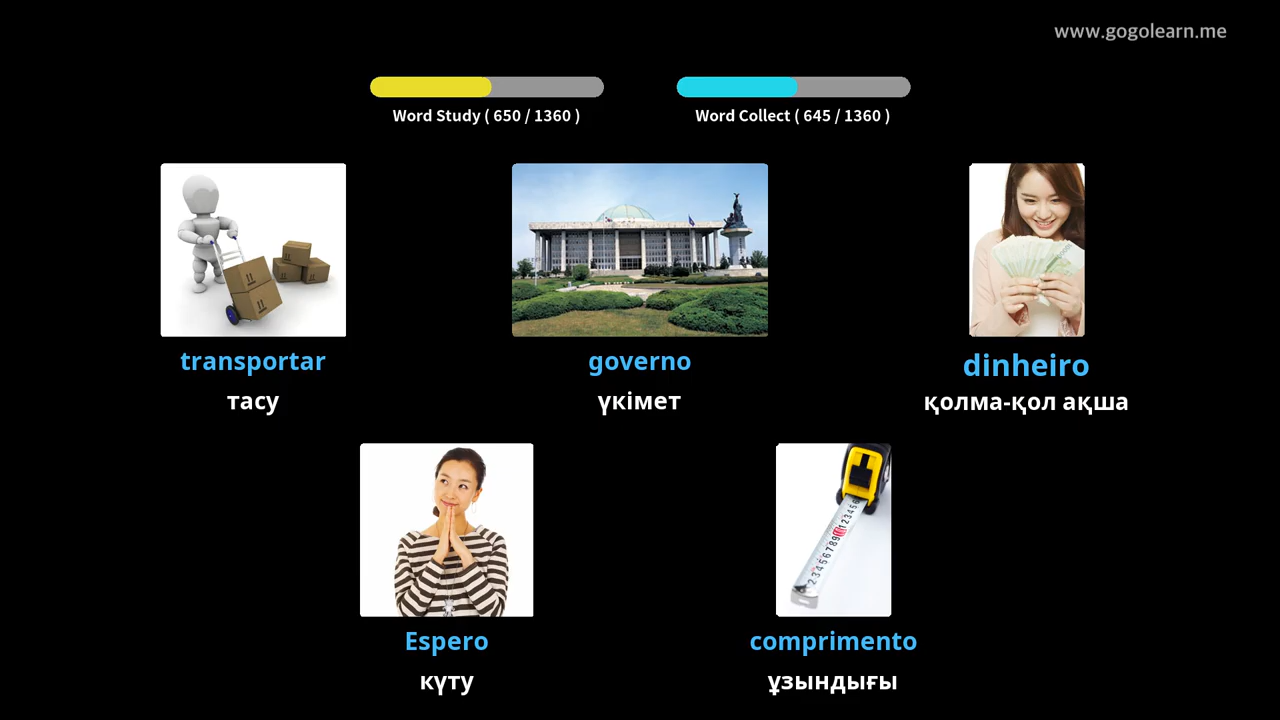 www.gogolearn.me
Word Study ( 650 / 1360 )
Word Collect ( 645 / 1360 )
transportar
тасу
governo
үкімет
dinheiro
қолма-қол ақша
Espero
күту
comprimento
ұзындығы